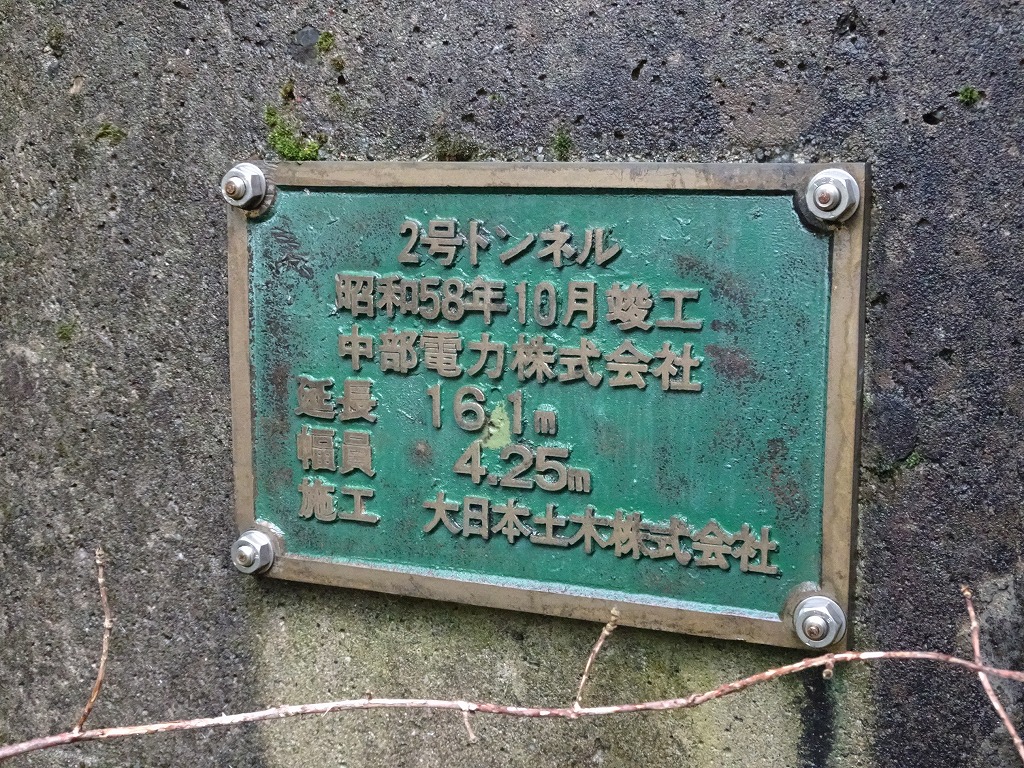 2号トンネル
昭和58年10月竣工
中部電力株式会社
延長 16.1m
幅員 4.25m
施工 大日本土木株式会社